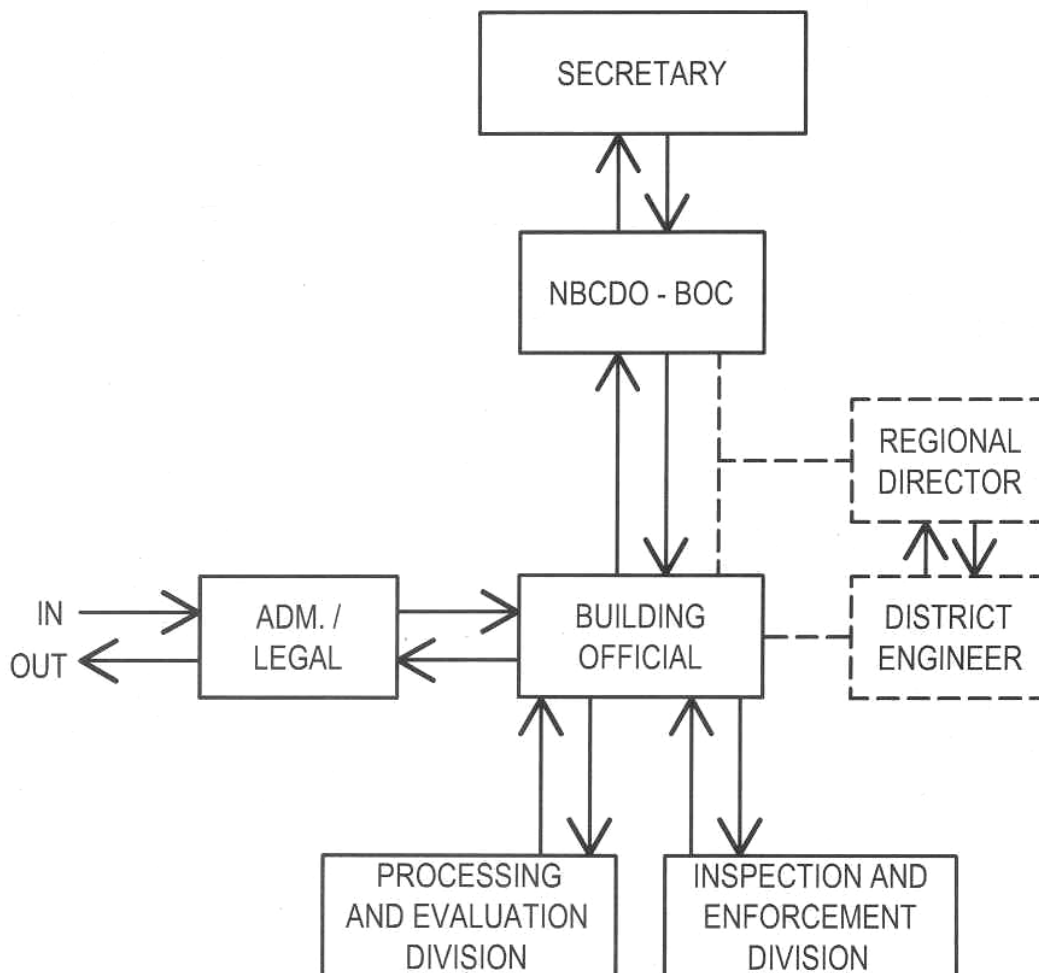 SECRETARY
NBCDO - BOC
REGIONAL
DIRECTOR
IN
OUT
ADM. /
LEGAL
BUILDING
OFFICIAL
DISTRICT
ENGINEER
PROCESSING
AND EVALUATION
DIVISION
INSPECTION AND
ENFORCEMENT
DIVISION